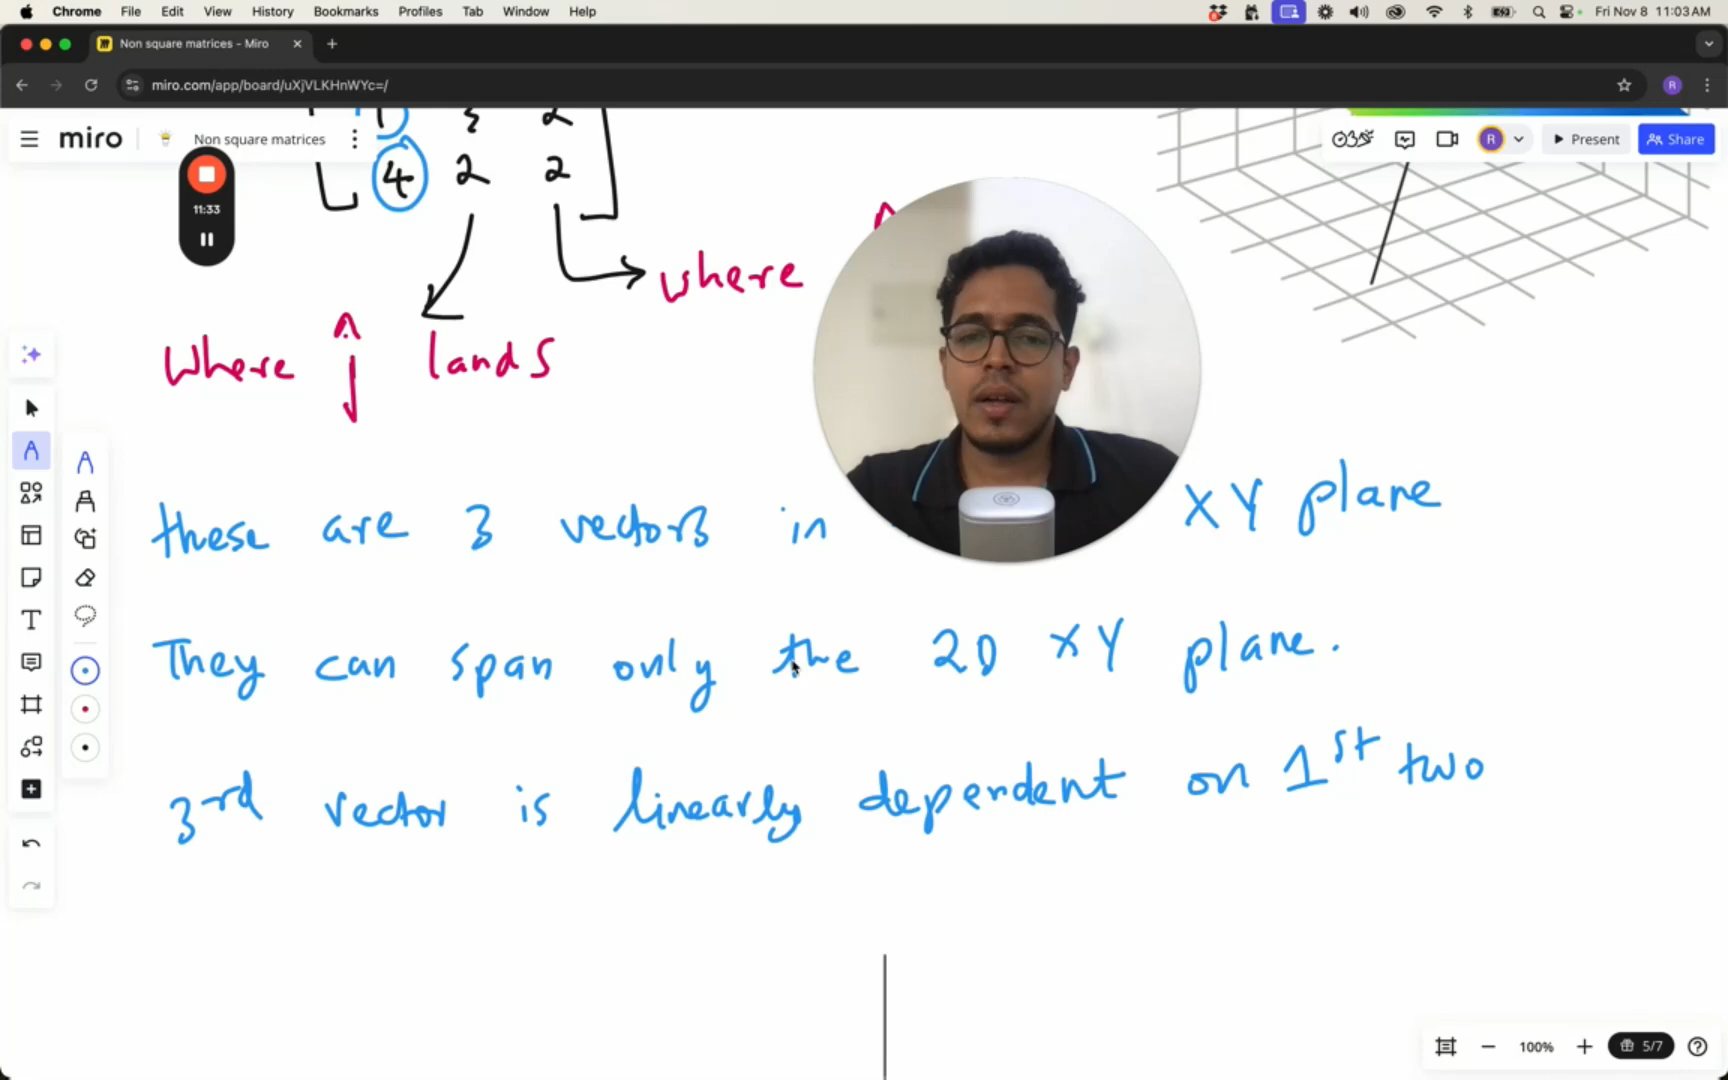 Chrome File Edit View History Bookmarks Profiles Tab Window Help Fri Nov 8 11:03 AM
Non square matrices - Miro
miro.com/app/board/uXjVLKHnWYc=/
miro Non square matrices R Present Share
4 2 2
11:33
where
Where j lands
these are 3 vectors in XY plane
They can span only the 2D XY plane.
3rd vector is linearly dependent on 1st two
100% 5/7